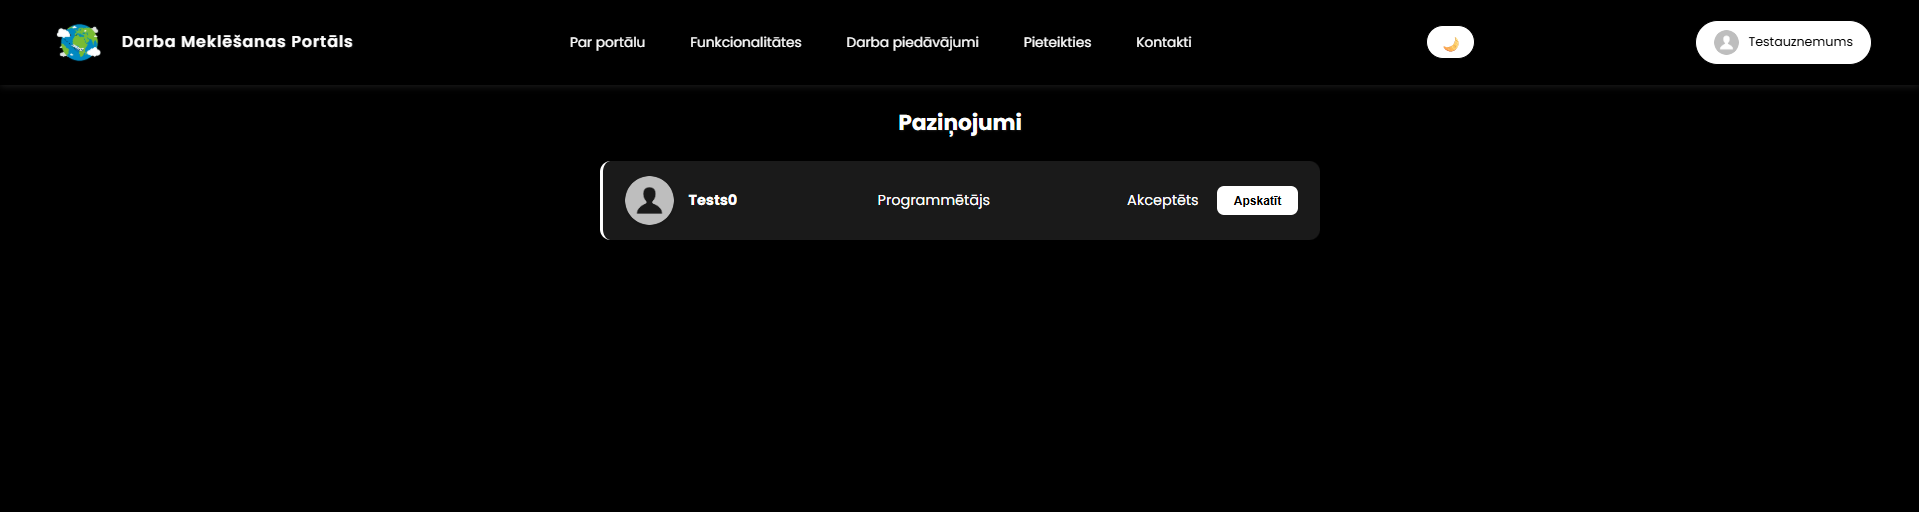 Darba Meklēšanas Portāls
Par portālu Funkcionalitātes Darba piedāvājumi Pieteikties Kontakti
Testauznemums
Paziņojumi
Tests0 Programmētājs Akceptēts Apskatīt